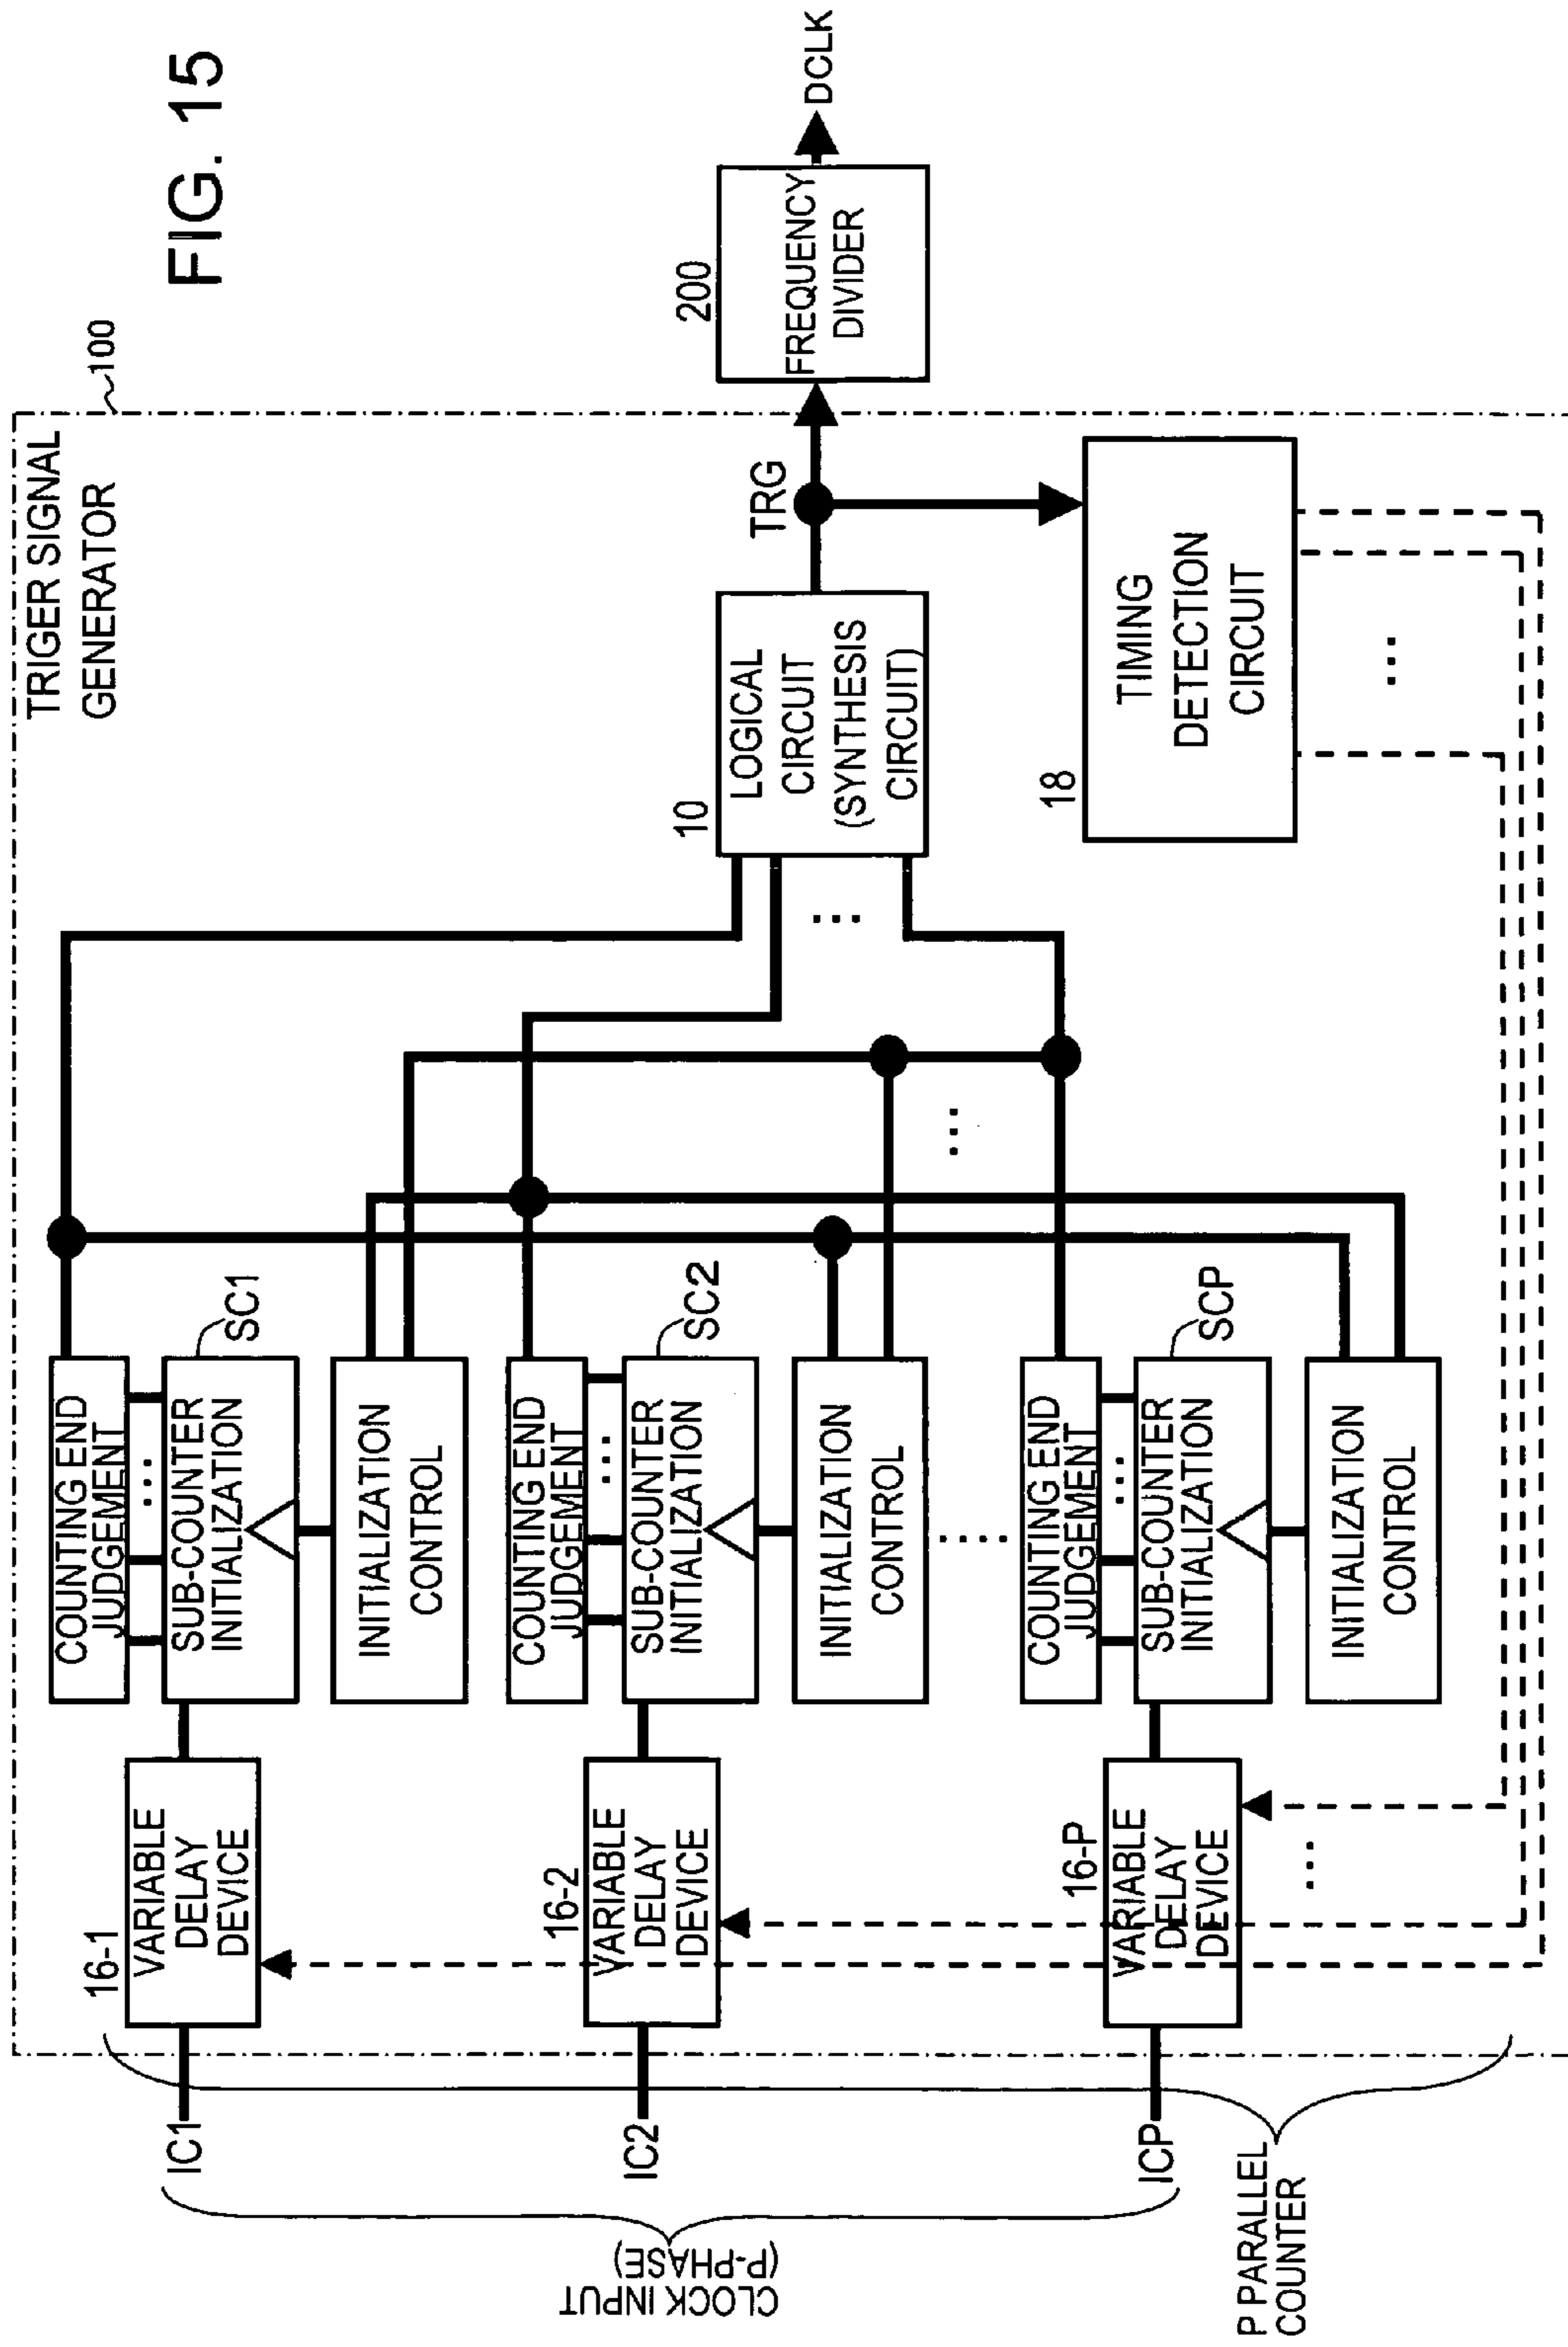 FIG. 15
TRIGER SIGNAL
GENERATOR
100
CLOCK INPUT
(P-PHASE)
P PARALLEL
COUNTER
IC1
16-1
VARIABLE
DELAY
DEVICE
COUNTING END
JUDGEMENT
...
SUB-COUNTER
INITIALIZATION
SC1
INITIALIZATION
CONTROL
IC2
16-2
VARIABLE
DELAY
DEVICE
COUNTING END
JUDGEMENT
...
SUB-COUNTER
INITIALIZATION
SC2
INITIALIZATION
CONTROL
....
...
ICP
16-P
VARIABLE
DELAY
DEVICE
...
COUNTING END
JUDGEMENT
...
SUB-COUNTER
INITIALIZATION
SCP
INITIALIZATION
CONTROL
...
10
LOGICAL
CIRCUIT
(SYNTHESIS
CIRCUIT)
TRG
200
FREQUENCY
DIVIDER
DCLK
18
TIMING
DETECTION
CIRCUIT
...